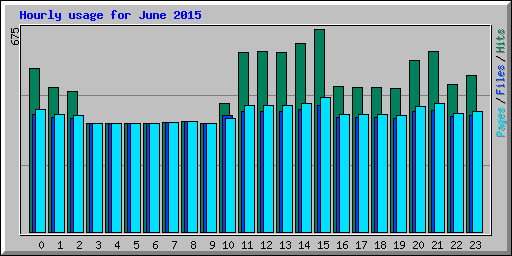 Hourly usage for June 2015
675
Pages/Files/Hits
0 1 2 3 4 5 6 7 8 9 10 11 12 13 14 15 16 17 18 19 20 21 22 23